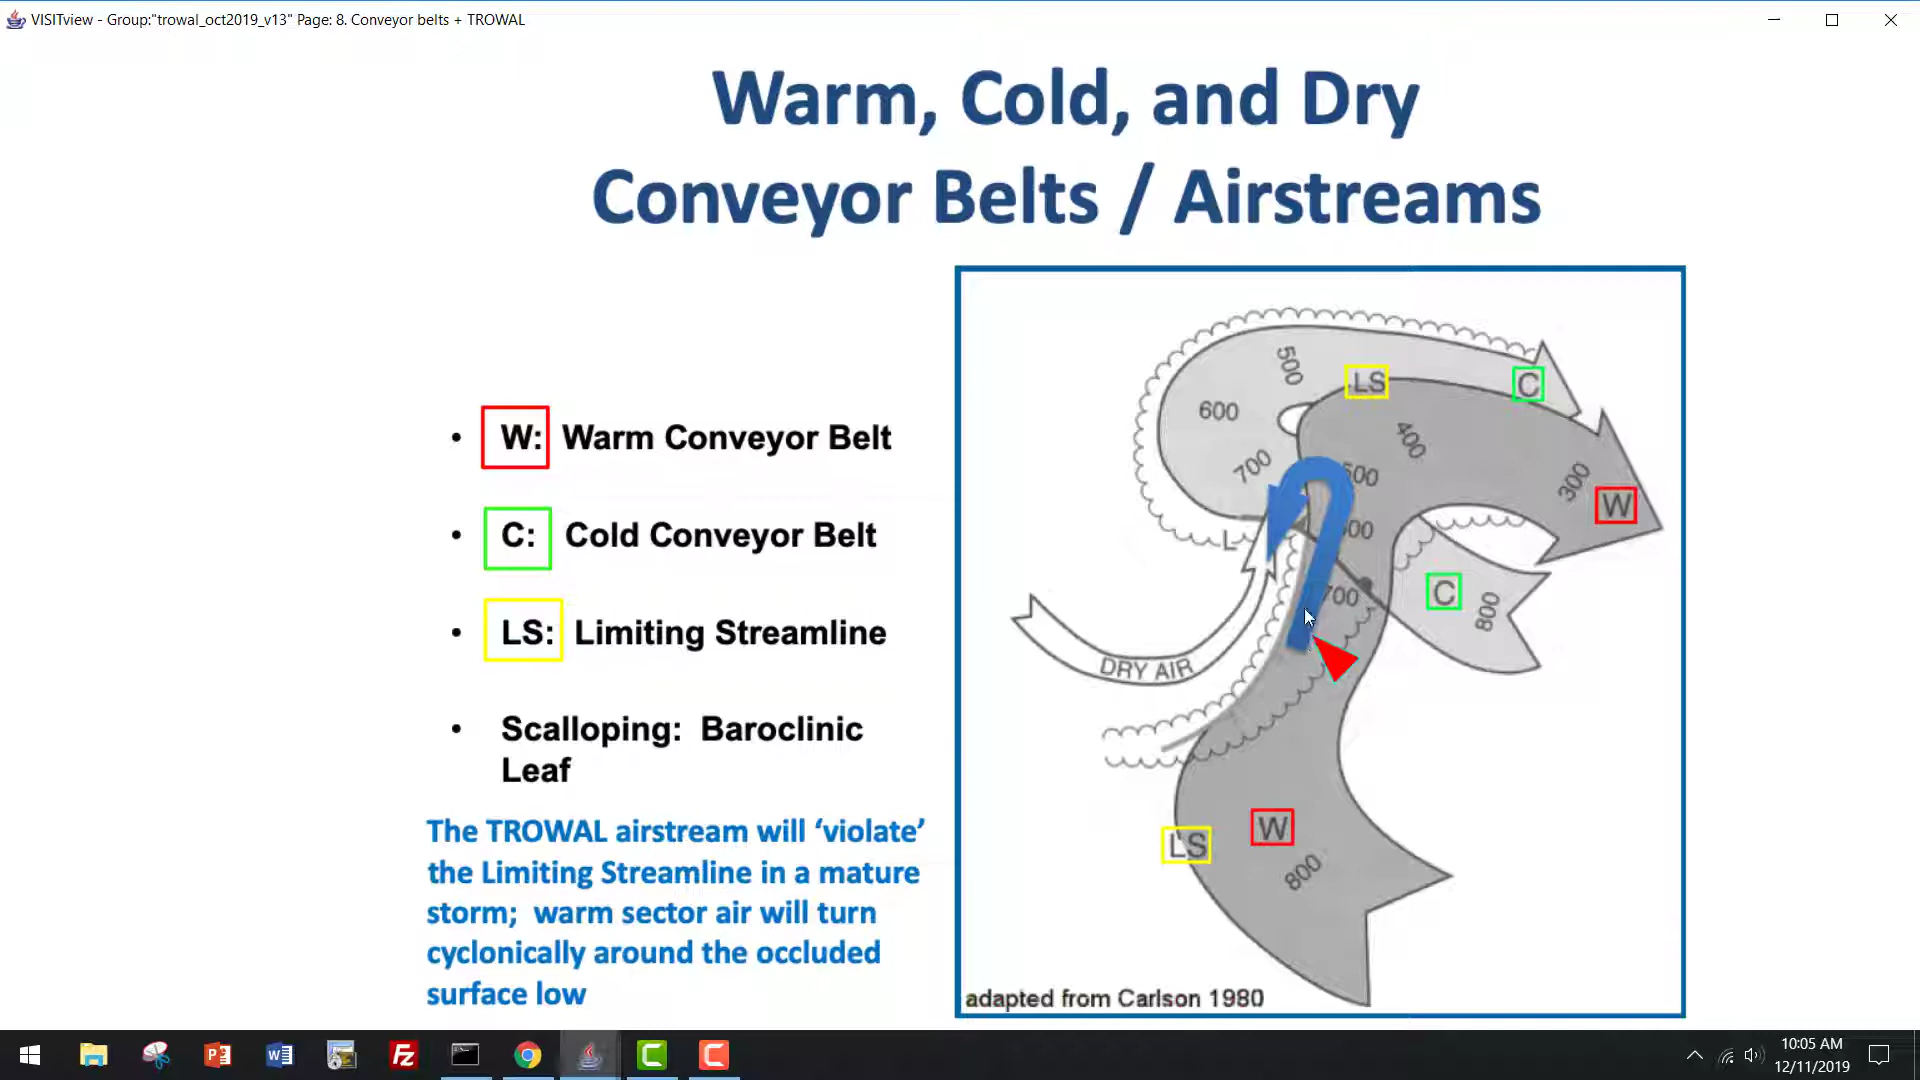 VISITview - Group:"trowal_oct2019_v13" Page: 8. Conveyor belts + TROWAL
Warm, Cold, and Dry
Conveyor Belts / Airstreams
• W: Warm Conveyor Belt
• C: Cold Conveyor Belt
• LS: Limiting Streamline
• Scalloping: Baroclinic
Leaf
The TROWAL airstream will ‘violate’
the Limiting Streamline in a mature
storm; warm sector air will turn
cyclonically around the occluded
surface low
500
LS
C
600
400
700
300
W
L
700
C
800
DRY AIR
W
LS
800
adapted from Carlson 1980
10:05 AM
12/11/2019